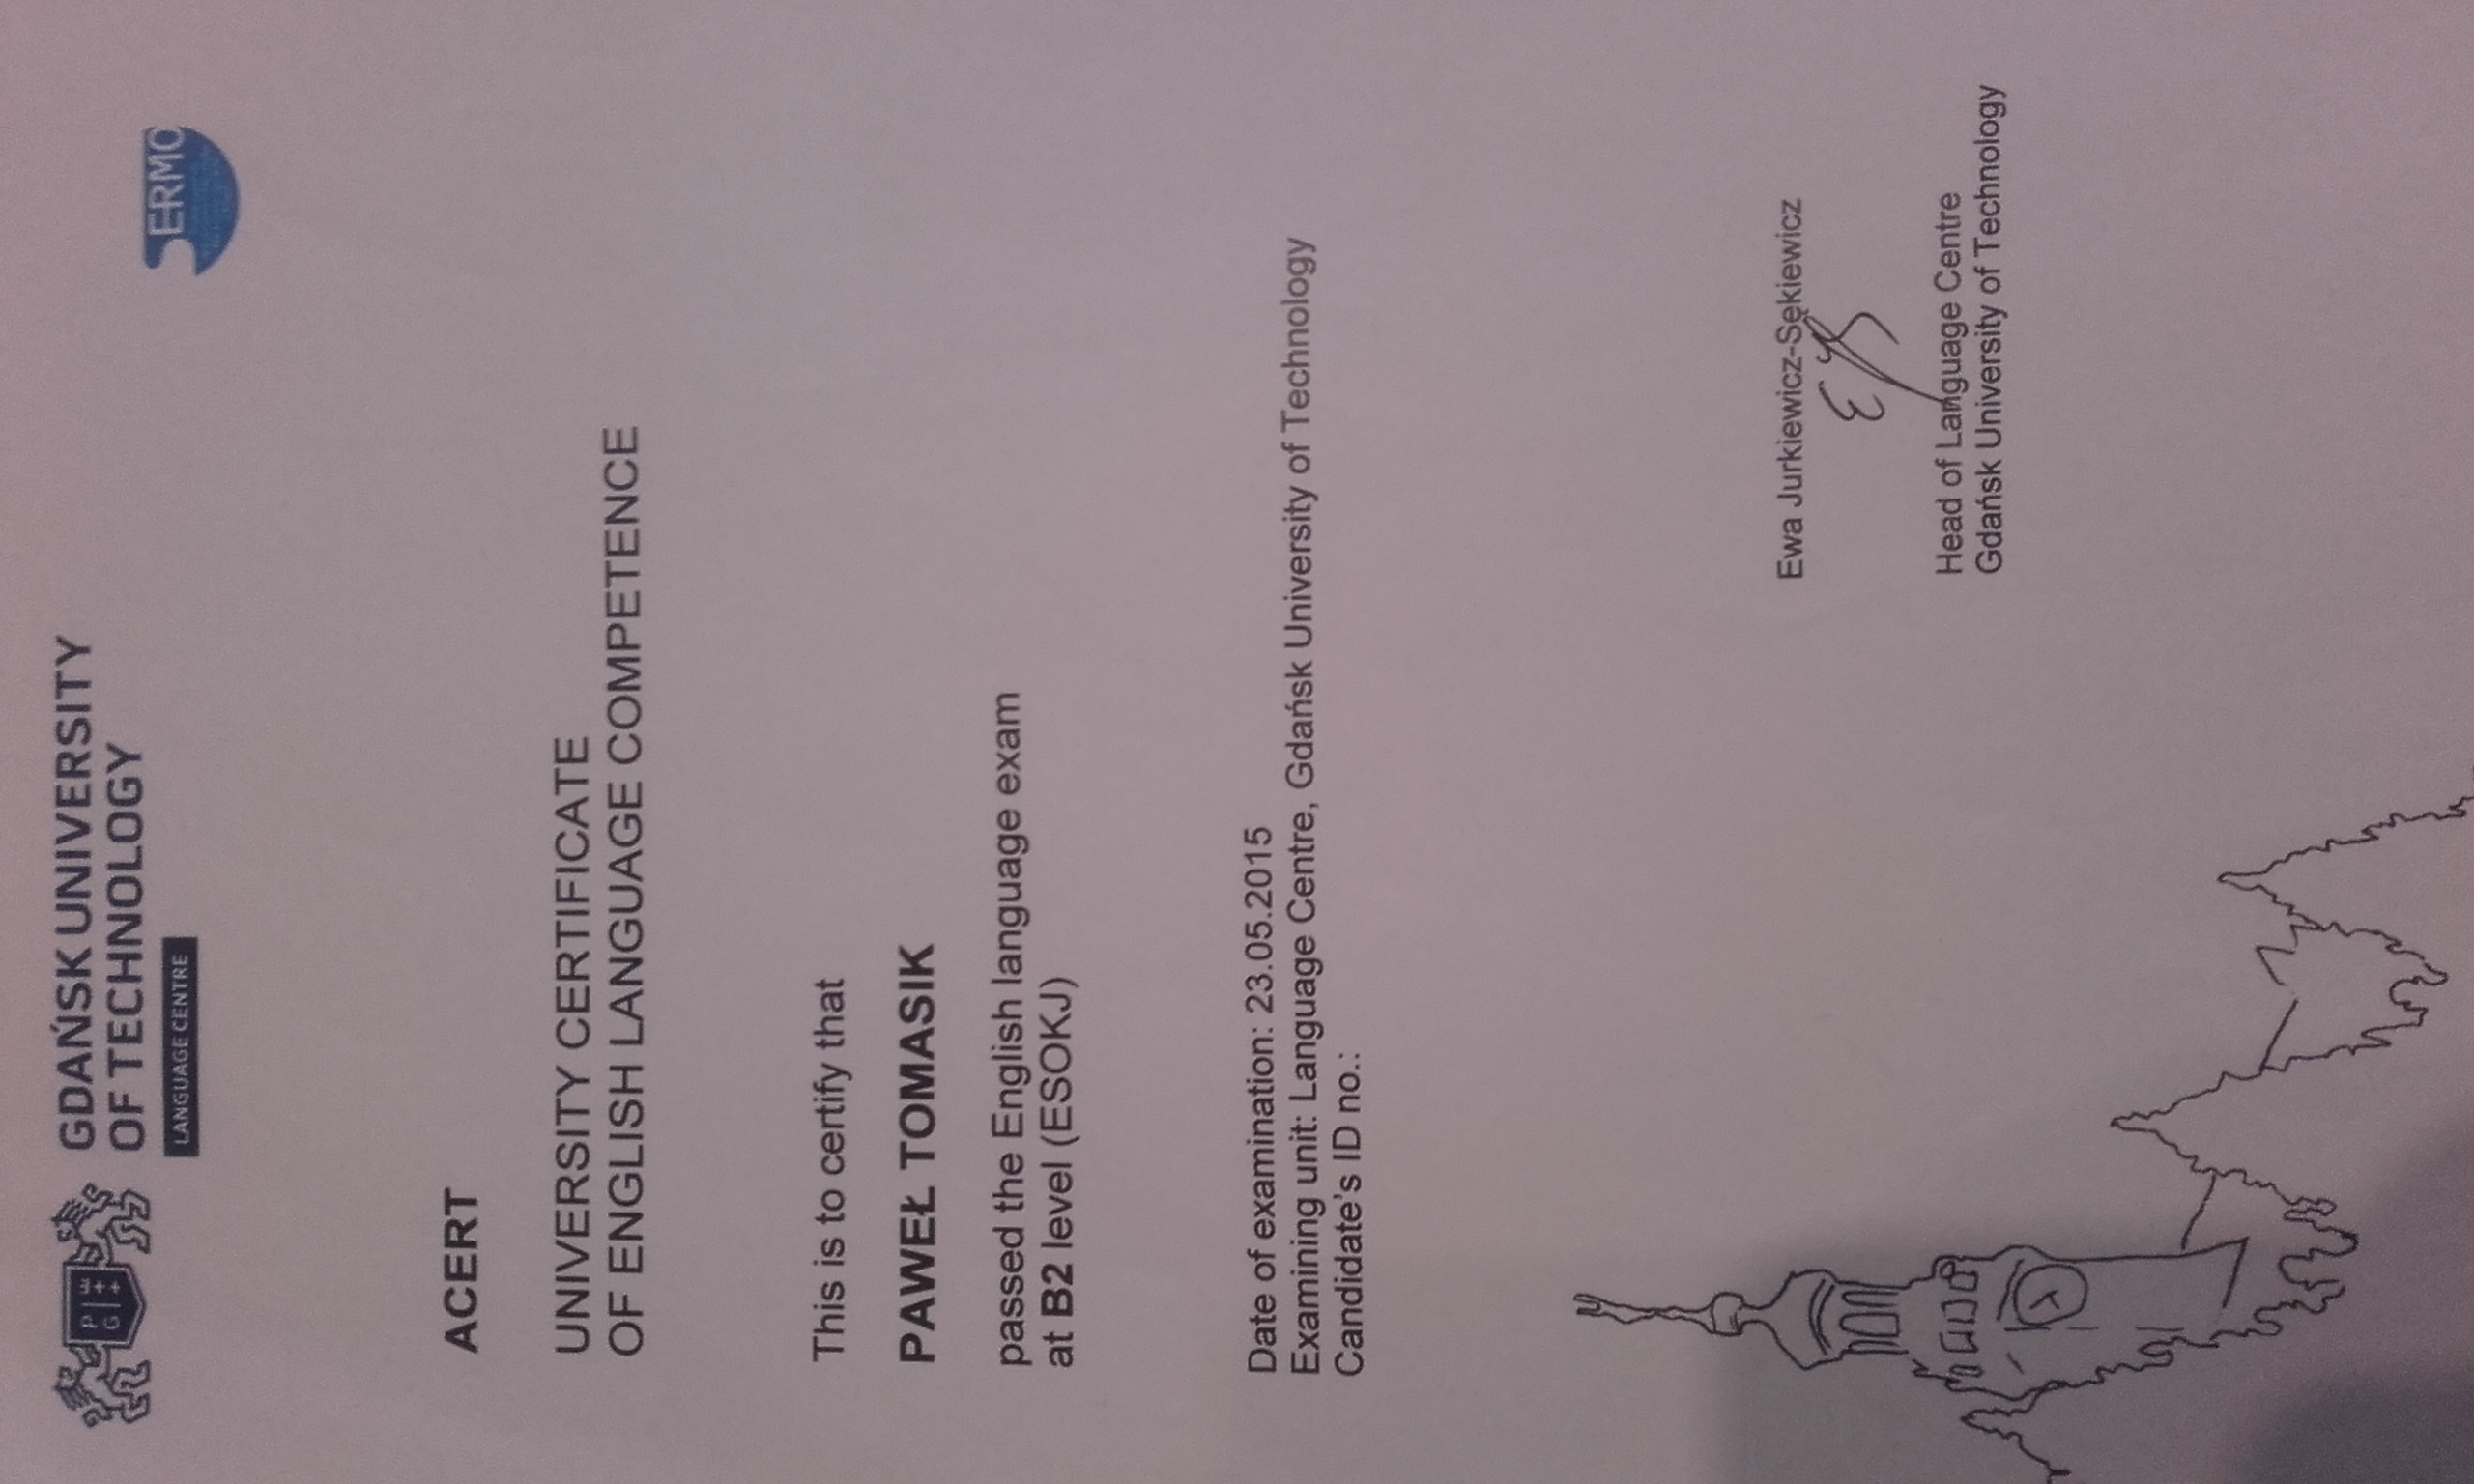 GDAŃSK UNIVERSITY
OF TECHNOLOGY
LANGUAGE CENTRE
SERMO
ACERT
UNIVERSITY CERTIFICATE
OF ENGLISH LANGUAGE COMPETENCE
This is to certify that
PAWEŁ TOMASIK
passed the English language exam
at B2 level (ESOKJ)
Date of examination: 23.05.2015
Examining unit: Language Centre, Gdańsk University of Technology
Candidate's ID no.:
Ewa Jurkiewicz-Sękiewicz
Head of Language Centre
Gdańsk University of Technology